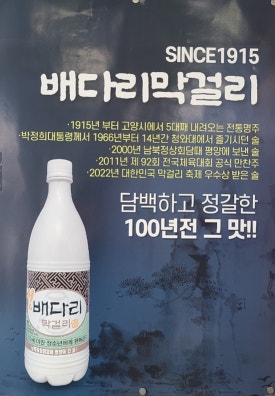 SINCE1915
배다리막걸리
·1915년 부터 고양시에서 5대째 내려오는 전통명주
·박정희대통령께서 1966년부터 14년간 청와대에서 즐기시던 술
·2000년 남북정상회담때 평양에 보낸 술
·2011년 제 92회 전국체육대회 공식 만찬주
·2022년 대한민국 막걸리 축제 우수상 받은 술
담백하고 정갈한
100년전 그 맛!!
배다리
막걸리